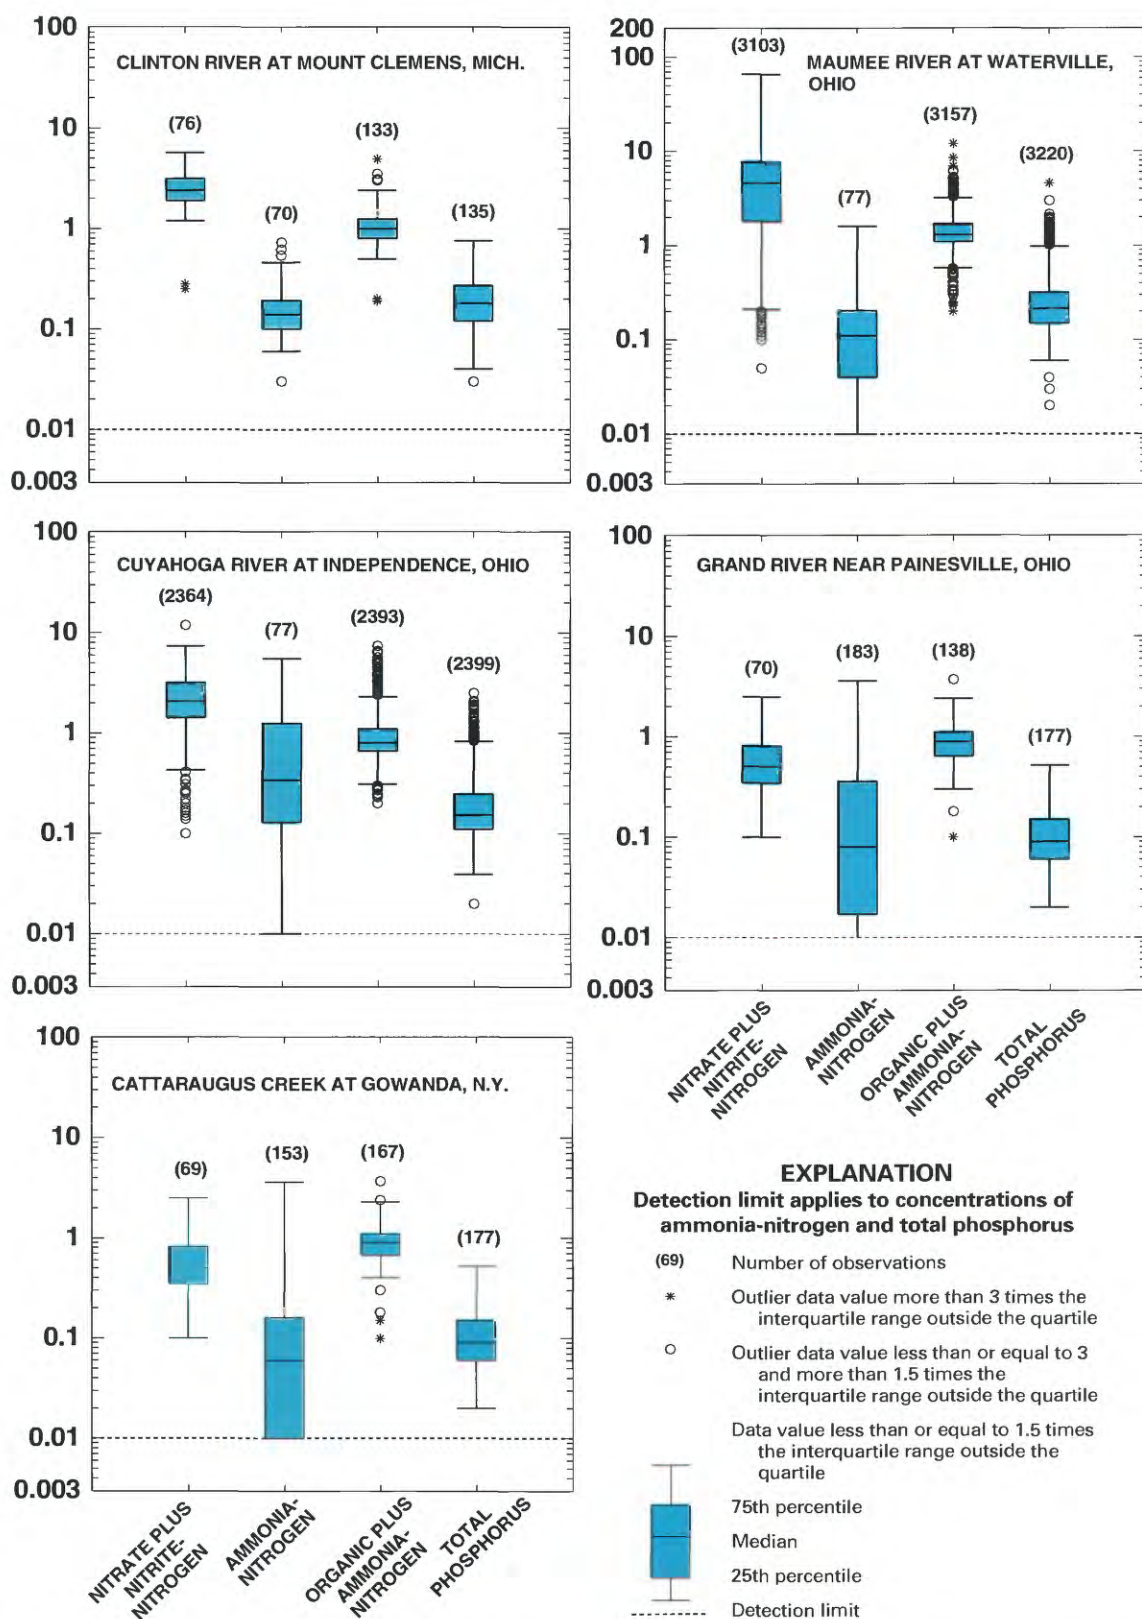 100
10
1
0.1
0.01
0.003
CLINTON RIVER AT MOUNT CLEMENS, MICH.
(76)
(70)
(133)
(135)
200
100
10
1
0.1
0.01
0.003
MAUMEE RIVER AT WATERVILLE,
OHIO
(3103)
(77)
(3157)
(3220)
100
10
1
0.1
0.01
0.003
CUYAHOGA RIVER AT INDEPENDENCE, OHIO
(2364)
(77)
(2393)
(2399)
100
10
1
0.1
0.01
0.003
GRAND RIVER NEAR PAINESVILLE, OHIO
(70)
(183)
(138)
(177)
NITRATE PLUS
NITRITE-
NITROGEN
AMMONIA-
NITROGEN
ORGANIC PLUS
AMMONIA-
NITROGEN
TOTAL
PHOSPHORUS
100
10
1
0.1
0.01
0.003
CATTARAUGUS CREEK AT GOWANDA, N.Y.
(69)
(153)
(167)
(177)
NITRATE PLUS
NITRITE-
NITROGEN
AMMONIA-
NITROGEN
ORGANIC PLUS
AMMONIA-
NITROGEN
TOTAL
PHOSPHORUS
EXPLANATION
Detection limit applies to concentrations of
ammonia-nitrogen and total phosphorus
(69) Number of observations
* Outlier data value more than 3 times the
interquartile range outside the quartile
o Outlier data value less than or equal to 3
and more than 1.5 times the
interquartile range outside the quartile
Data value less than or equal to 1.5 times
the interquartile range outside the
quartile
75th percentile
Median
25th percentile
Detection limit